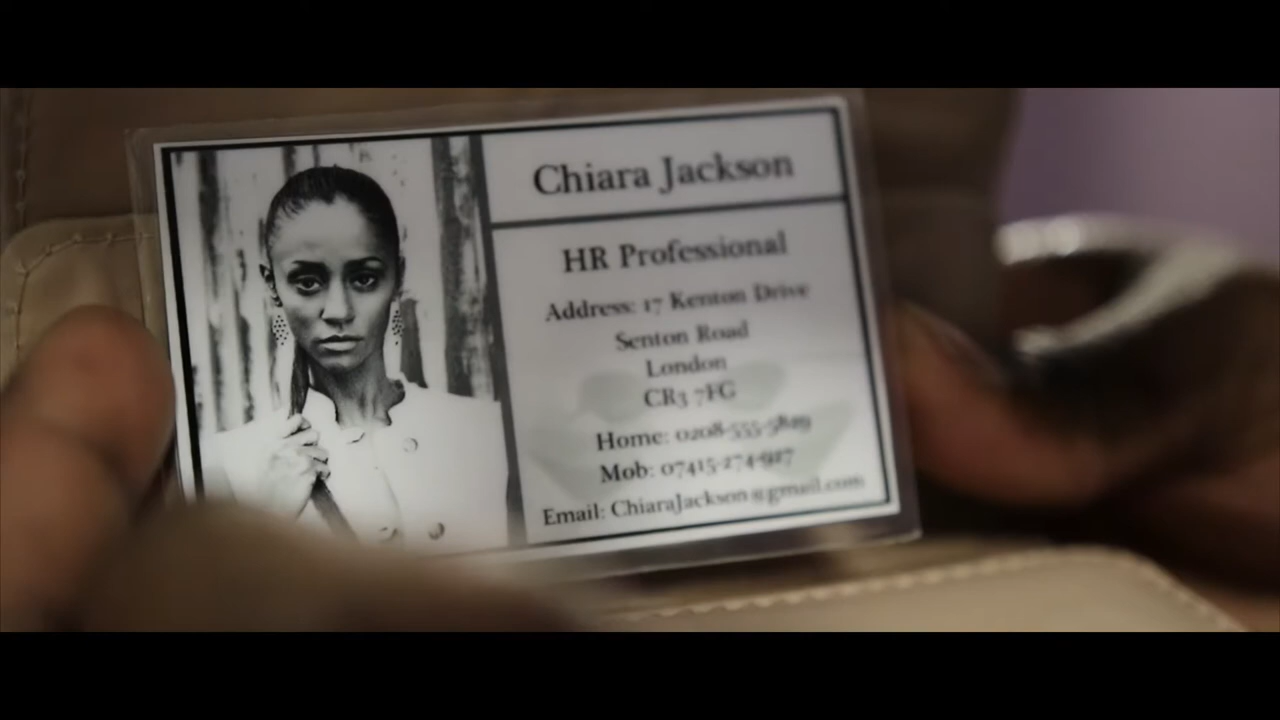 Chiara Jackson
HR Professional
Address: 17 Kenton Drive
Senton Road
London
CR3 7FG
Home: 0208-555-5849
Mob: 07415-274-917
Email: ChiaraJackson@gmail.com